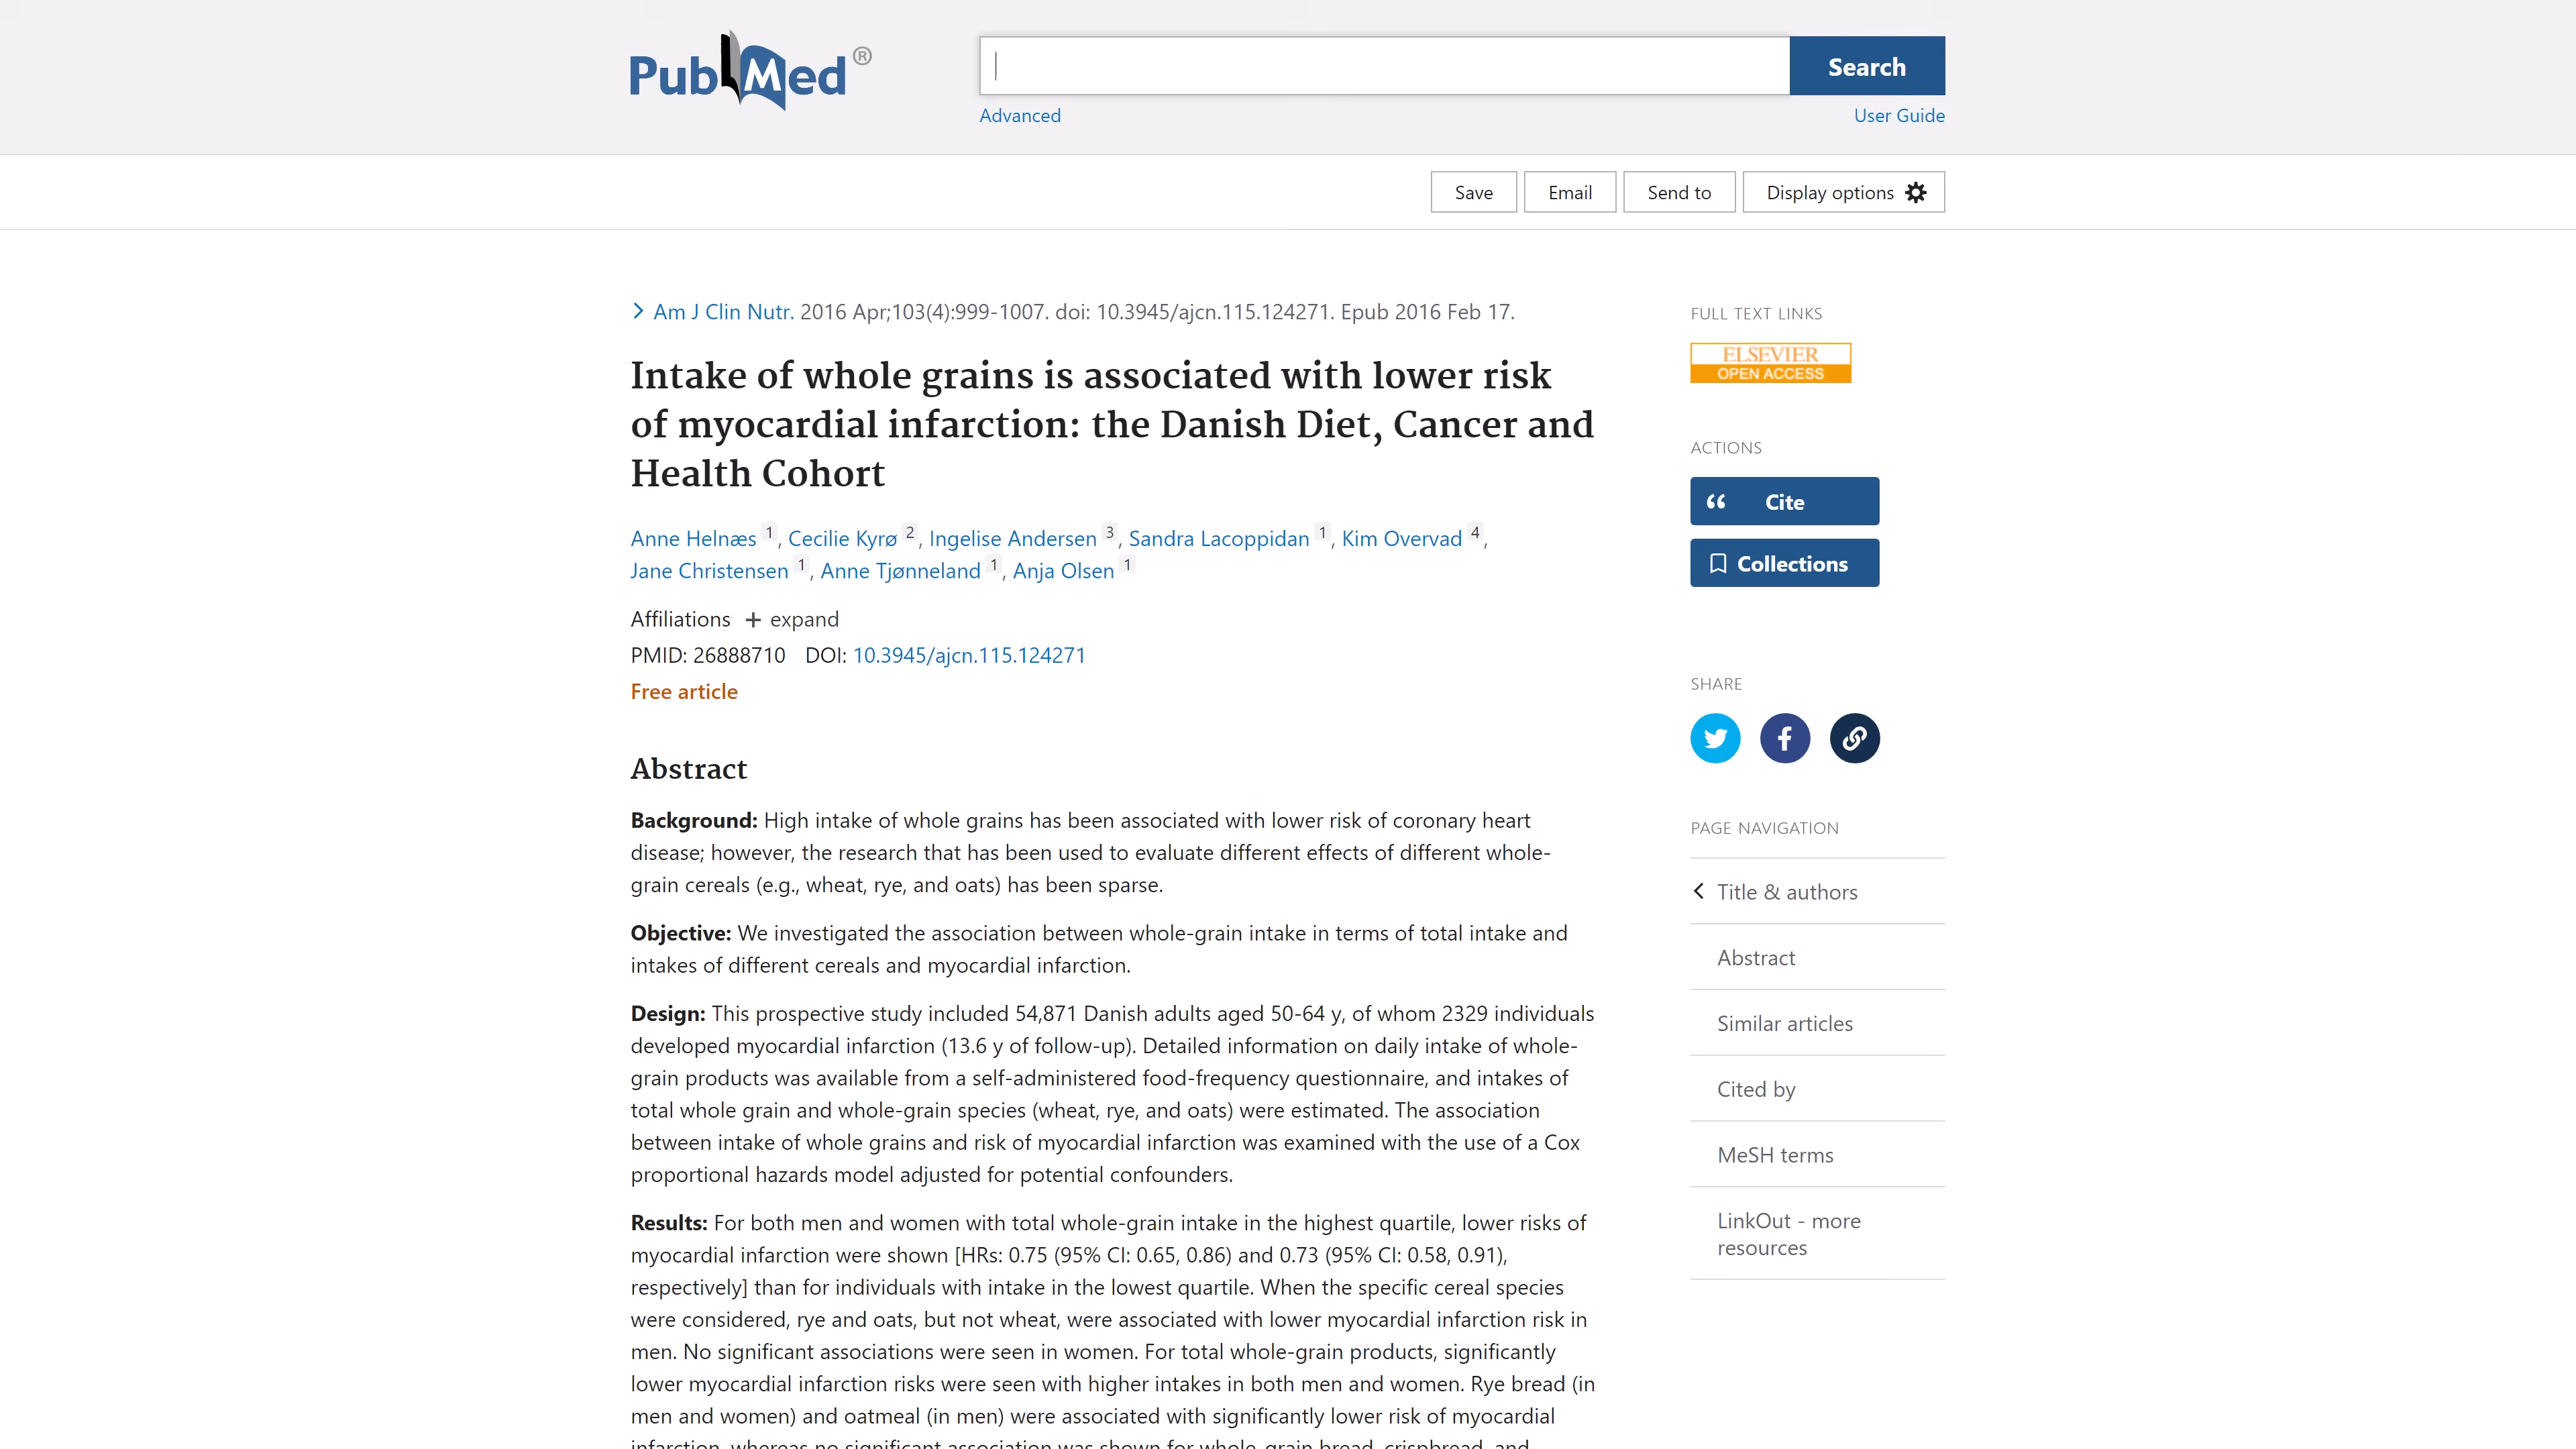 PubMed®
Search
Advanced
User Guide
Save
Email
Send to
Display options
Am J Clin Nutr. 2016 Apr;103(4):999-1007. doi: 10.3945/ajcn.115.124271. Epub 2016 Feb 17.
Intake of whole grains is associated with lower risk
of myocardial infarction: the Danish Diet, Cancer and
Health Cohort
Anne Helnæs 1, Cecilie Kyrø 2, Ingelise Andersen 3, Sandra Lacoppidan 1, Kim Overvad 4,
Jane Christensen 1, Anne Tjønneland 1, Anja Olsen 1
Affiliations + expand
PMID: 26888710 DOI: 10.3945/ajcn.115.124271
Free article
Abstract
Background: High intake of whole grains has been associated with lower risk of coronary heart
disease; however, the research that has been used to evaluate different effects of different whole-
grain cereals (e.g., wheat, rye, and oats) has been sparse.
Objective: We investigated the association between whole-grain intake in terms of total intake and
intakes of different cereals and myocardial infarction.
Design: This prospective study included 54,871 Danish adults aged 50-64 y, of whom 2329 individuals
developed myocardial infarction (13.6 y of follow-up). Detailed information on daily intake of whole-
grain products was available from a self-administered food-frequency questionnaire, and intakes of
total whole grain and whole-grain species (wheat, rye, and oats) were estimated. The association
between intake of whole grains and risk of myocardial infarction was examined with the use of a Cox
proportional hazards model adjusted for potential confounders.
Results: For both men and women with total whole-grain intake in the highest quartile, lower risks of
myocardial infarction were shown [HRs: 0.75 (95% CI: 0.65, 0.86) and 0.73 (95% CI: 0.58, 0.91),
respectively] than for individuals with intake in the lowest quartile. When the specific cereal species
were considered, rye and oats, but not wheat, were associated with lower myocardial infarction risk in
men. No significant associations were seen in women. For total whole-grain products, significantly
lower myocardial infarction risks were seen with higher intakes in both men and women. Rye bread (in
men and women) and oatmeal (in men) were associated with significantly lower risk of myocardial
infarction, whereas no significant association was shown for whole-grain bread, crispbread, and
FULL TEXT LINKS
ELSEVIER
OPEN ACCESS
ACTIONS
Cite
Collections
SHARE
PAGE NAVIGATION
Title & authors
Abstract
Similar articles
Cited by
MeSH terms
LinkOut - more
resources